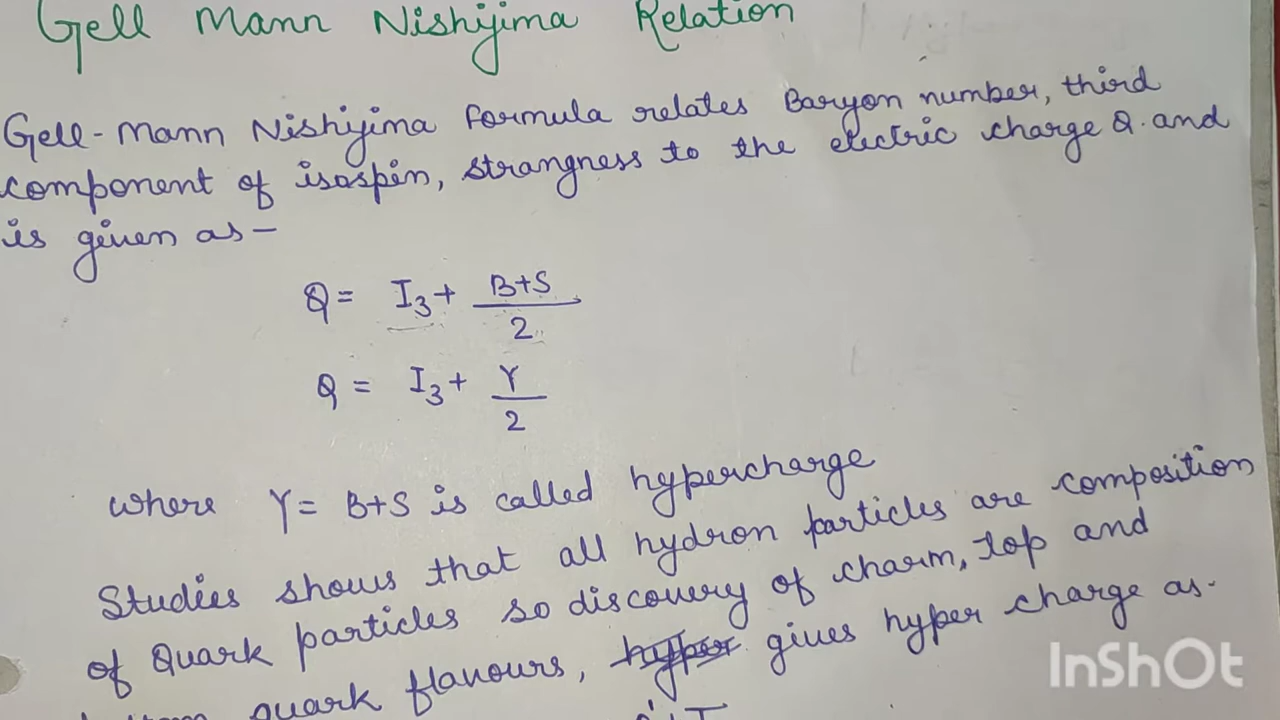 Gell Mann Nishijima Relation
Gell-Mann Nishijima formula relates Baryon number, third
component of isospin, strangness to the electric charge Q. and
is given as-
Q = I₃ + (B+S)/2
Q = I₃ + Y/2
where Y = B+S is called hypercharge
Studies shows that all hydron particles are composition
of Quark particles so discovery of charm, top and
quark flavours, hyper gives hyper charge as.
InShOt